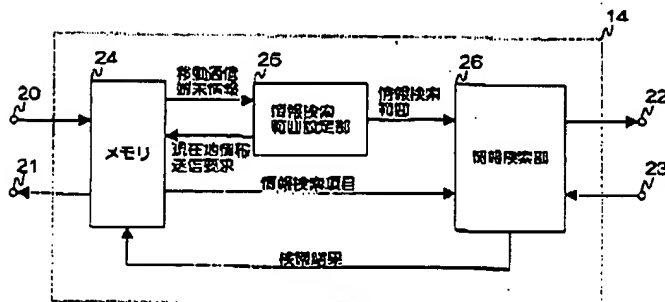 14
24
移動通信
端末情報
25
26
20
情報検索
範囲
22
メモリ
情報検索
範囲設定部
情報検索部
現在地情報
送信要求
21
情報検索項目
23
検索結果